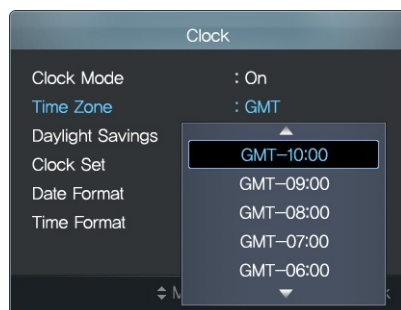 Clock
Clock Mode : On
Time Zone : GMT
Daylight Savings
Clock Set
Date Format
Time Format
GMT-10:00
GMT-09:00
GMT-08:00
GMT-07:00
GMT-06:00